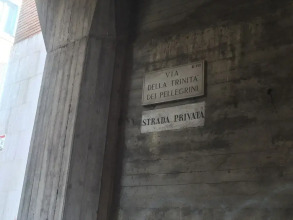 VIA
DELLA TRINITÀ
DEI PELLEGRINI
STRADA PRIVATA